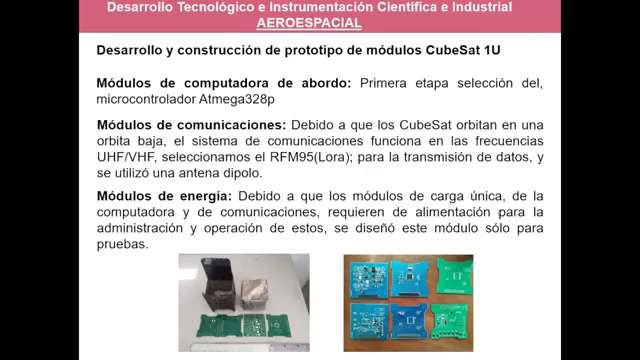 Desarrollo Tecnológico e Instrumentación Científica e Industrial
AEROESPACIAL
Desarrollo y construcción de prototipo de módulos CubeSat 1U
Módulos de computadora de abordo: Primera etapa selección del,
microcontrolador Atmega328p
Módulos de comunicaciones: Debido a que los CubeSat orbitan en una
orbita baja, el sistema de comunicaciones funciona en las frecuencias
UHF/VHF, seleccionamos el RFM95(Lora); para la transmisión de datos, y
se utilizó una antena dipolo.
Módulos de energía: Debido a que los módulos de carga única, de la
computadora y de comunicaciones, requieren de alimentación para la
administración y operación de estos, se diseñó este módulo sólo para
pruebas.